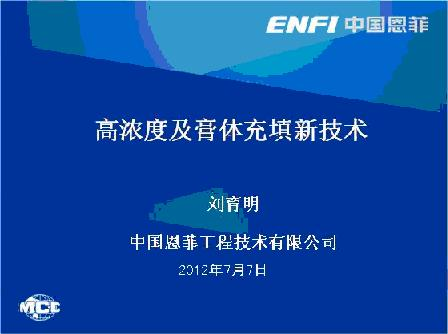 ENFI 中国恩菲
高浓度及膏体充填新技术
刘育明
中国恩菲工程技术有限公司
2012年7月7日
MCC